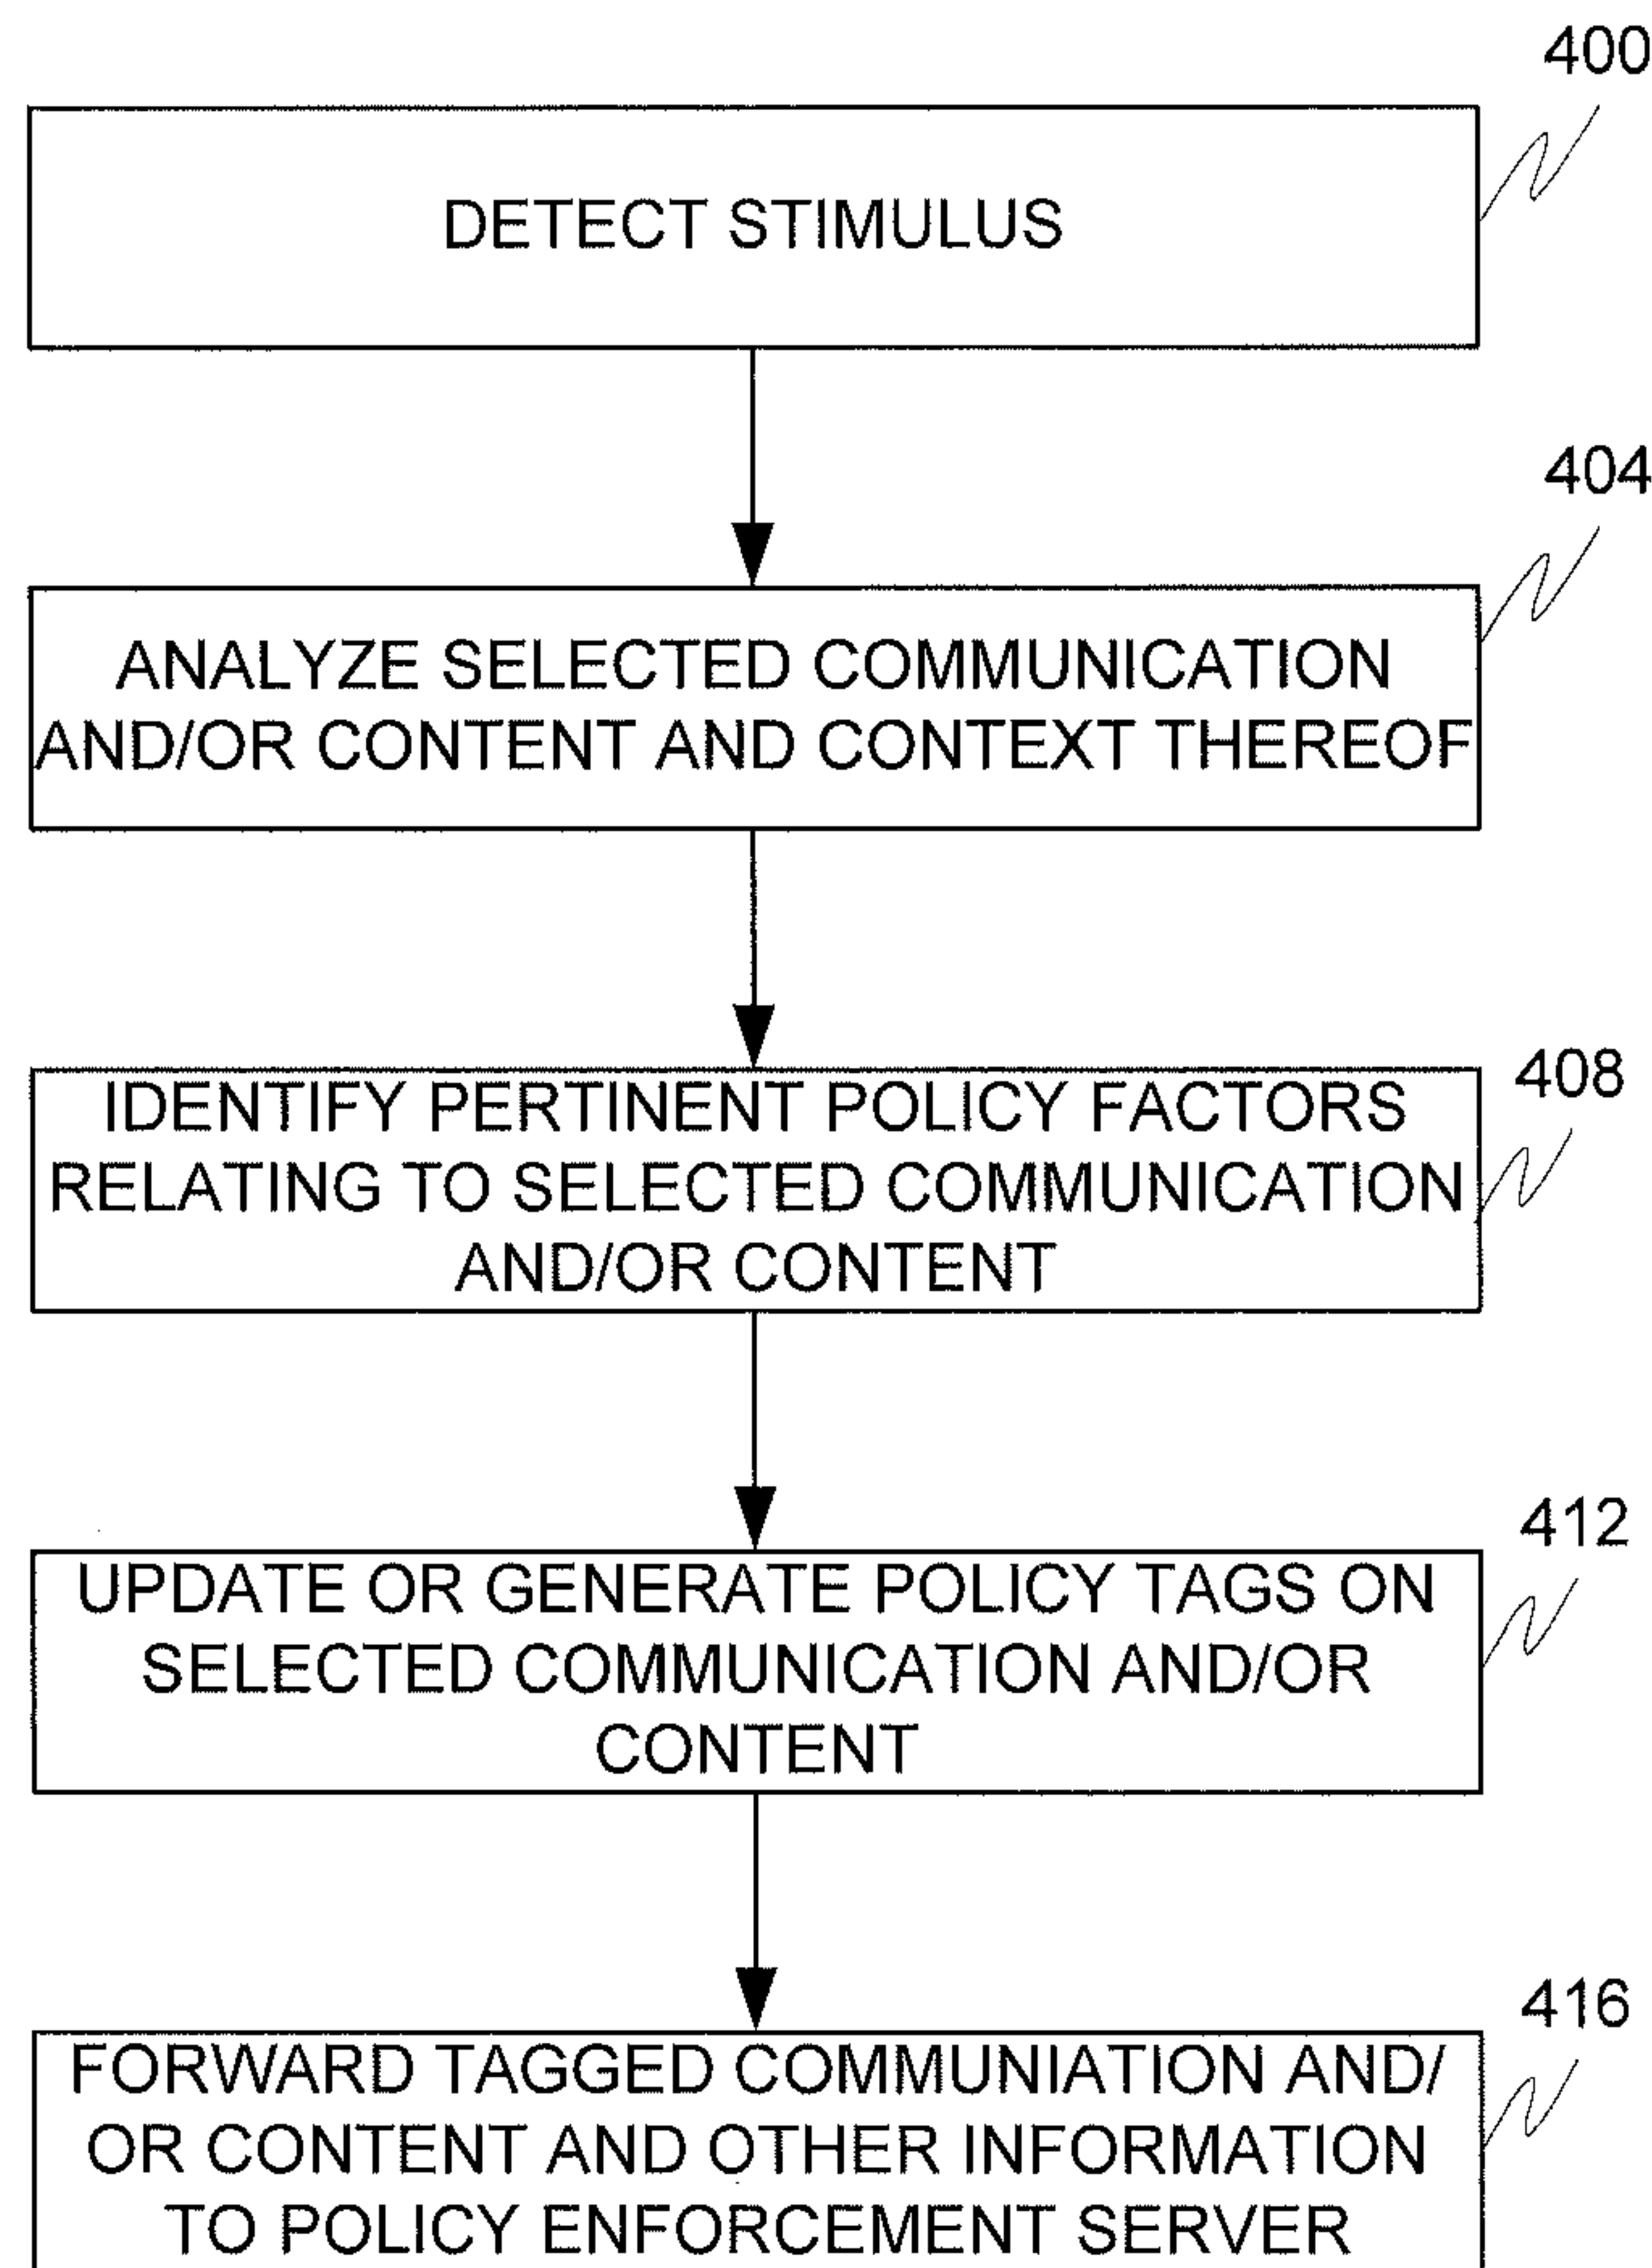 400
DETECT STIMULUS
404
ANALYZE SELECTED COMMUNICATION
AND/OR CONTENT AND CONTEXT THEREOF
408
IDENTIFY PERTINENT POLICY FACTORS
RELATING TO SELECTED COMMUNICATION
AND/OR CONTENT
412
UPDATE OR GENERATE POLICY TAGS ON
SELECTED COMMUNICATION AND/OR
CONTENT
416
FORWARD TAGGED COMMUNIATION AND/
OR CONTENT AND OTHER INFORMATION
TO POLICY ENFORCEMENT SERVER